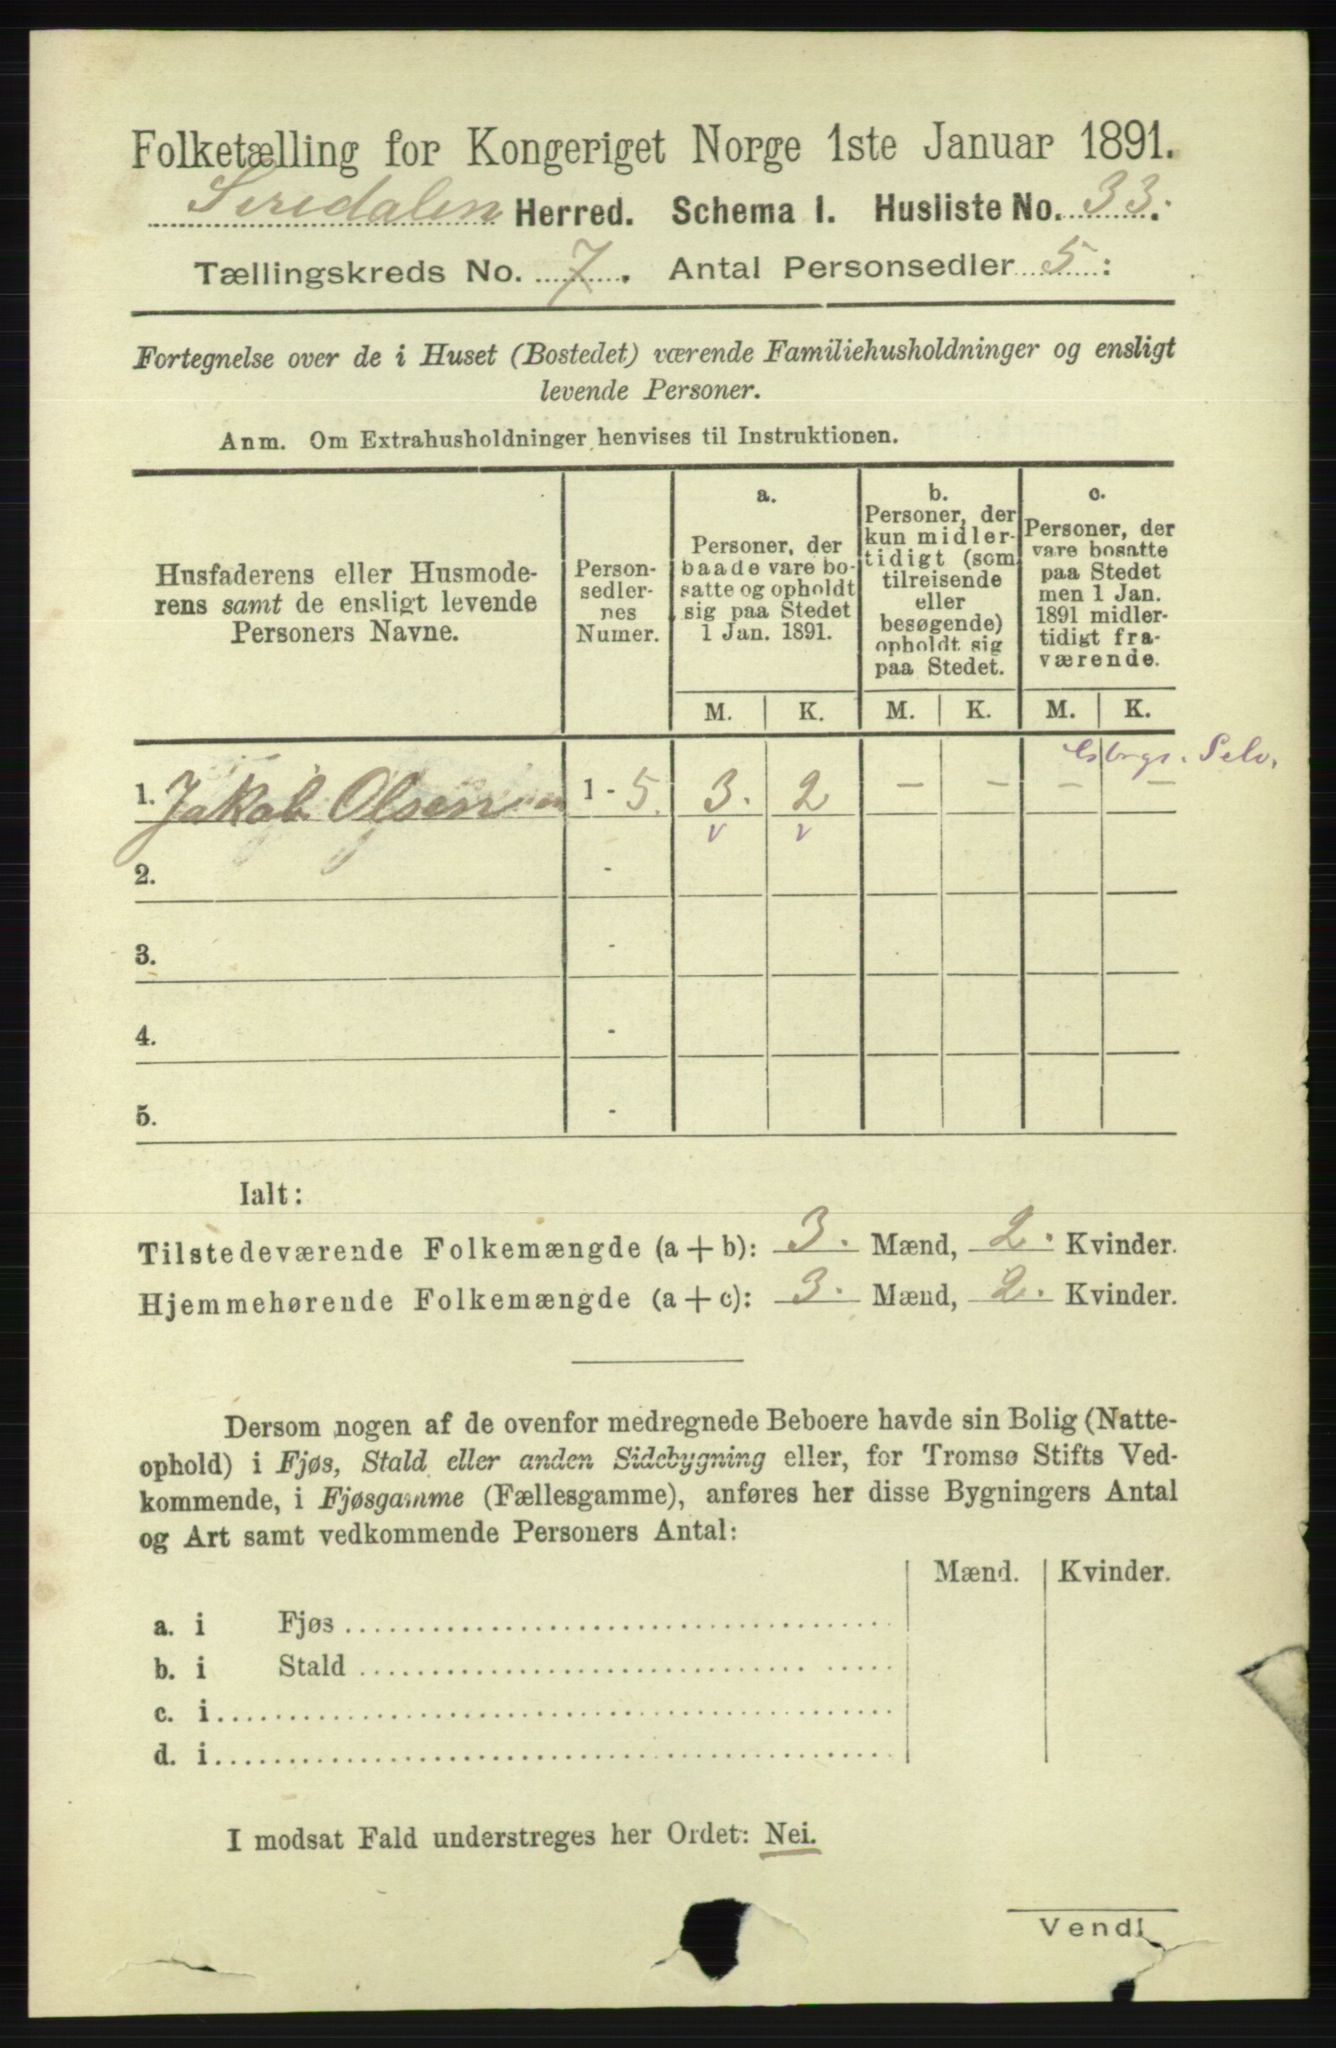 Folketælling for Kongeriget Norge 1ste Januar 1891.
Siredalen Herred. Schema 1. Husliste No. 33.
Tællingskreds No. 7. Antal Personsedler 5:
Fortegnelse over de i Huset (Bostedet) værende Familiehusholdninger og ensligt
levende Personer.
Anm. Om Extrahusholdninger henvises til Instruktionen.
Husfaderens eller Husmode-
rens samt de ensligt levende
Personers Navne.
Person-
sedler-
nes
Numer.
a.
Personer, der
baade vare bo-
satte og opholdt
sig paa Stedet
1 Jan. 1891.
b.
Personer, der
kun midler-
tidigt (som
tilreisende
eller
besøgende)
opholdt sig
paa Stedet.
c.
Personer, der
vare bosatte
paa Stedet
men 1 Jan.
1891 midler-
tidigt fra-
værende.
M. K. M. K. M. K.
Selv.
1. Jakob Olsen 1 - 5. 3. 2 — — — —
v v
2. -
3. -
4. -
5. -
Ialt:
Tilstedeværende Folkemængde (a + b): 3. Mænd, 2. Kvinder.
Hjemmehørende Folkemængde (a + c): 3. Mænd, 2. Kvinder.
Dersom nogen af de ovenfor medregnede Beboere havde sin Bolig (Natte-
ophold) i Fjøs, Stald eller anden Sidebygning eller, for Tromsø Stifts Ved-
kommende, i Fjøsgamme (Fællesgamme), anføres her disse Bygningers Antal
og Art samt vedkommende Personers Antal:
Mænd. Kvinder.
a. i Fjøs
b. i Stald
c. i
d. i
I modsat Fald understreges her Ordet: Nei.
Vend!